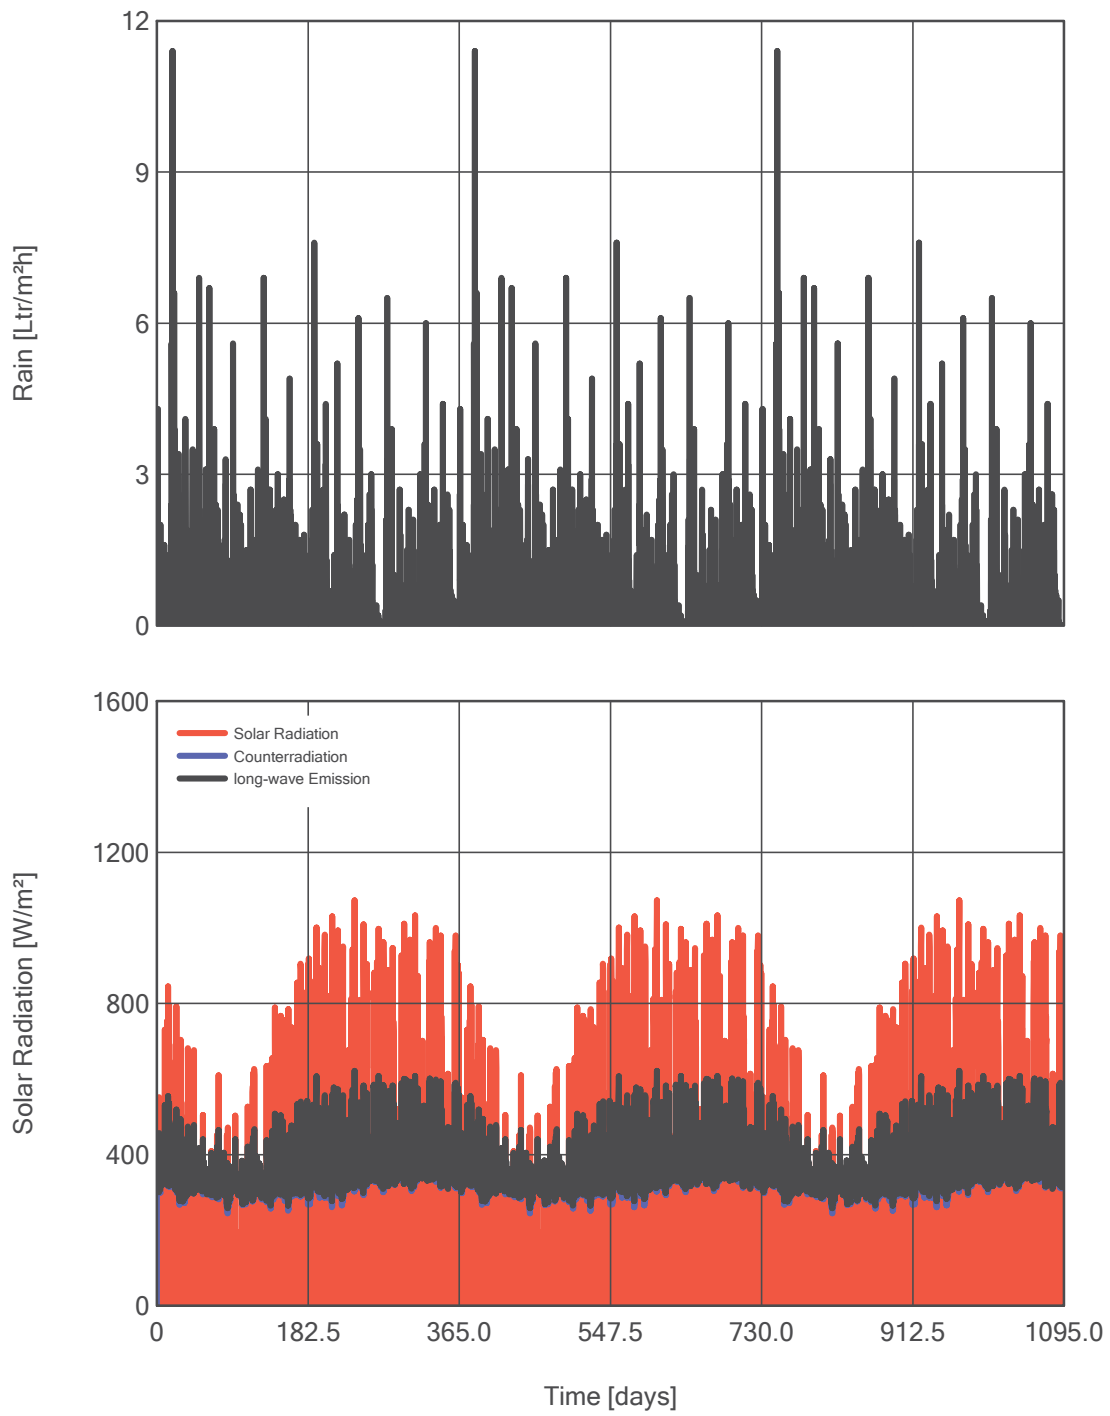 12
9
6
3
0
Rain [Ltr/m²h]
1600
1200
800
400
0
Solar Radiation [W/m²]
Solar Radiation
Counterradiation
long-wave Emission
0 182.5 365.0 547.5 730.0 912.5 1095.0
Time [days]